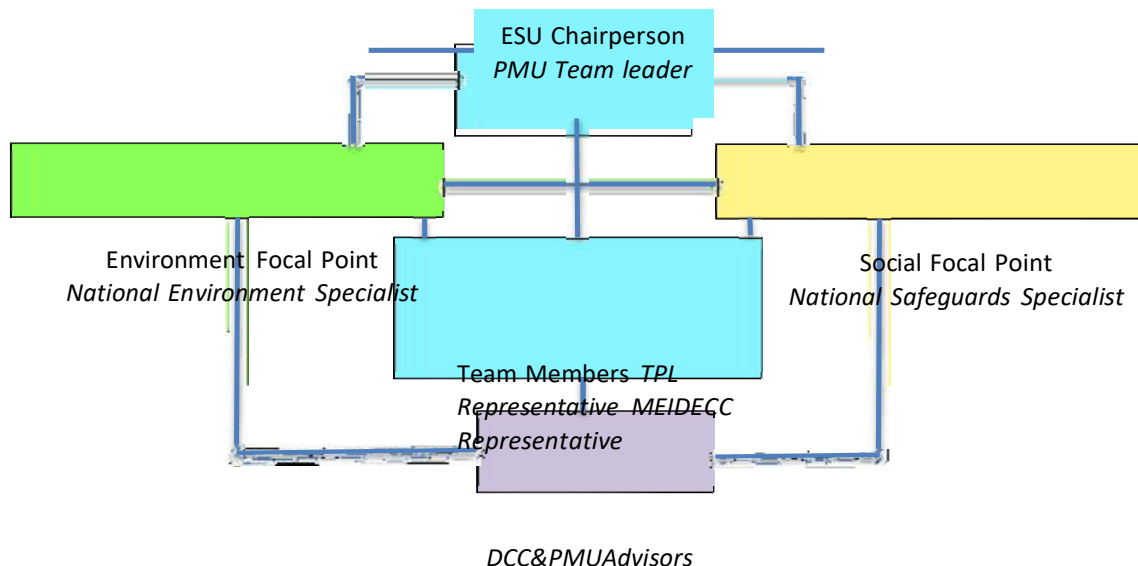 ESU Chairperson
PMU Team leader
Environment Focal Point
National Environment Specialist
Social Focal Point
National Safeguards Specialist
Team Members TPL
Representative MEIDECC
Representative
DCC&PMUAdvisors